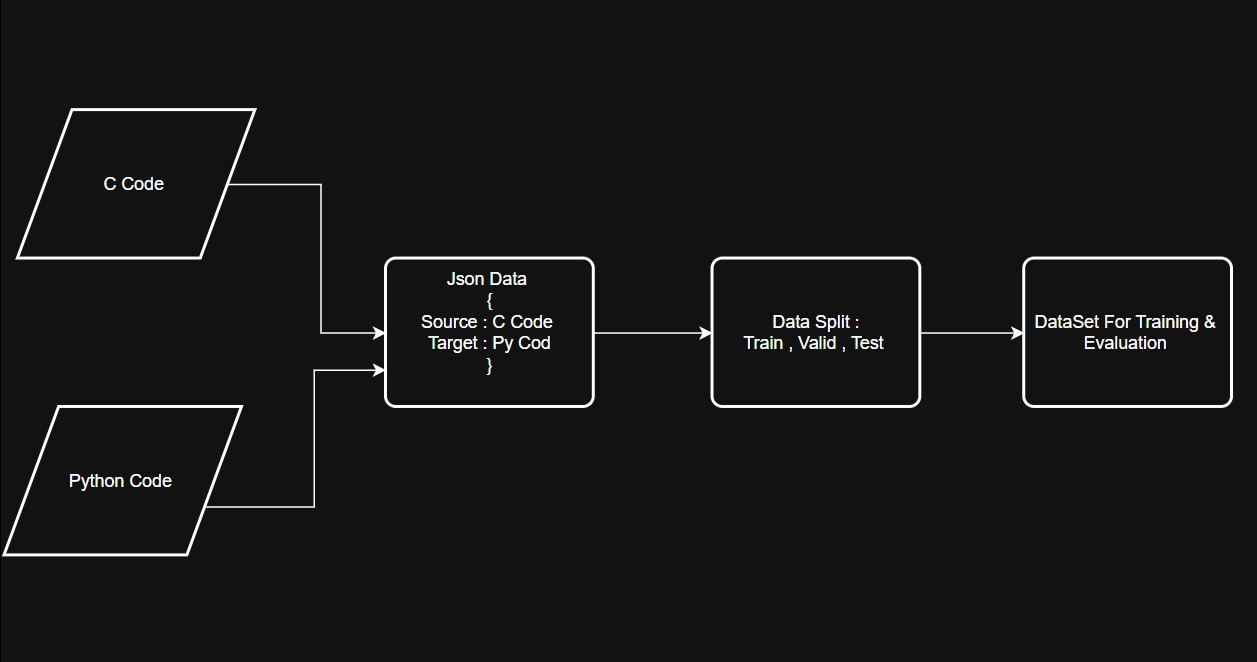 C Code
Json Data
{
Source : C Code
Target : Py Cod
}
Data Split :
Train , Valid , Test
DataSet For Training &
Evaluation
Python Code